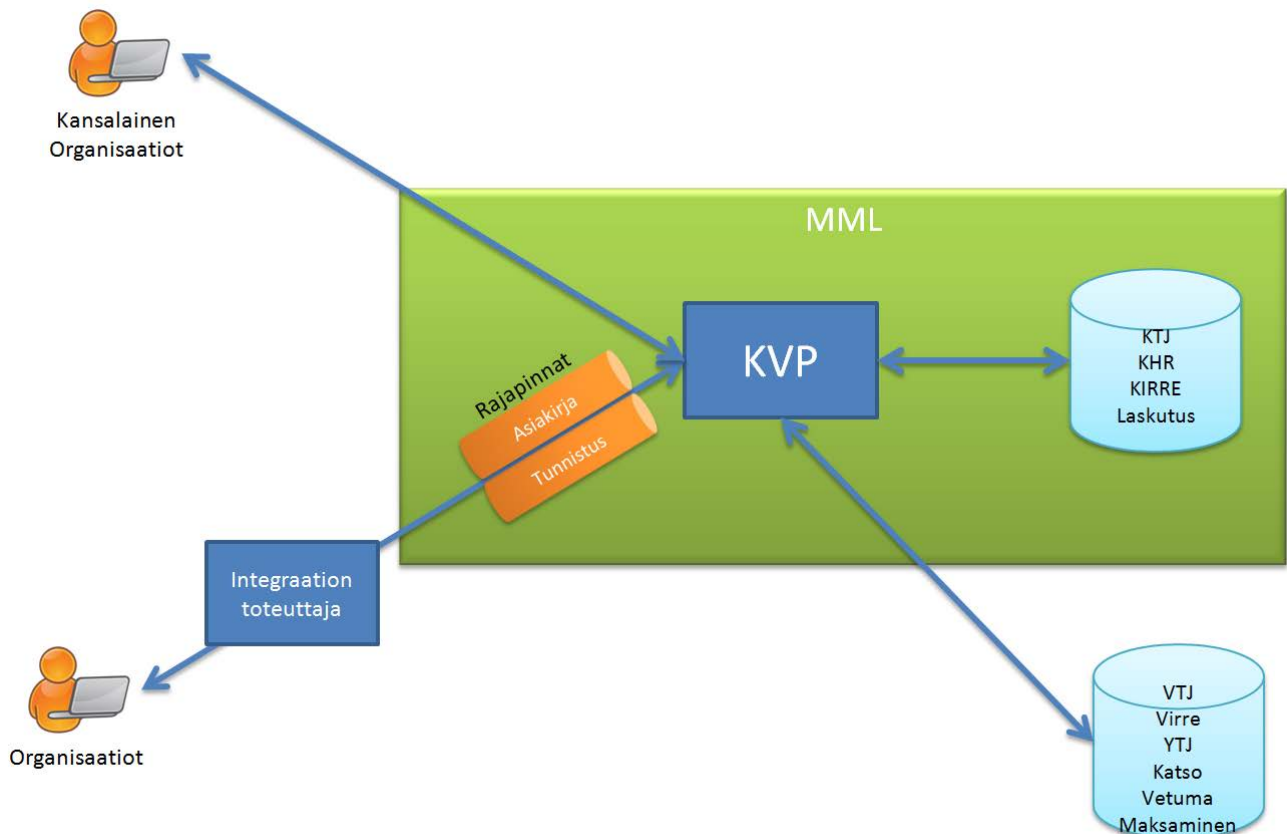 Kansalainen
Organisaatiot
MML
KVP
KTJ
KHR
KIRRE
Laskutus
Rajapinnat
Asiakirja
Tunnistus
Integraation
toteuttaja
Organisaatiot
VTJ
Virre
YTJ
Katso
Vetuma
Maksaminen